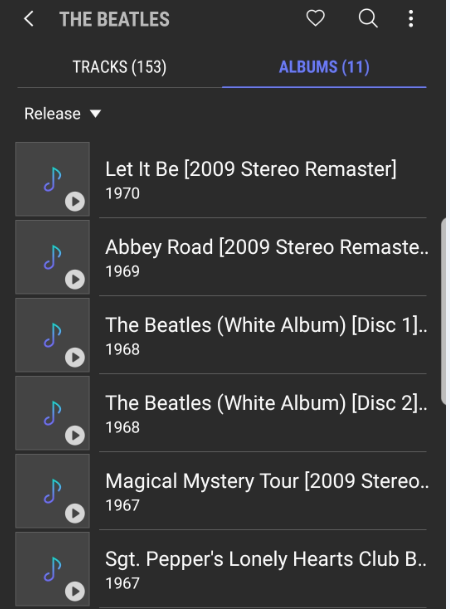 THE BEATLES
TRACKS (153)
ALBUMS (11)
Release
Let It Be [2009 Stereo Remaster]
1970
Abbey Road [2009 Stereo Remaste..
1969
The Beatles (White Album) [Disc 1]..
1968
The Beatles (White Album) [Disc 2]..
1968
Magical Mystery Tour [2009 Stereo..
1967
Sgt. Pepper's Lonely Hearts Club B..
1967